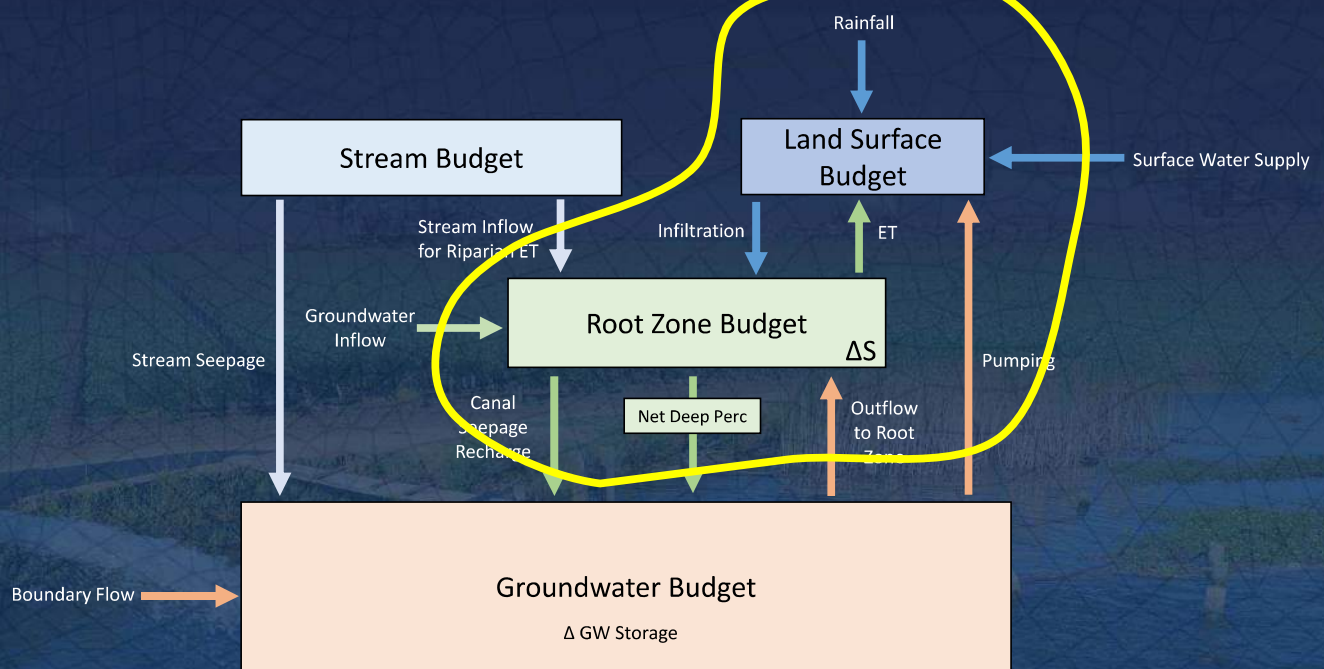 Rainfall
Stream Budget
Land Surface
Budget
Surface Water Supply
Stream Inflow
for Riparian ET
Infiltration
ET
Groundwater
Inflow
Root Zone Budget
ΔS
Stream Seepage
Pumping
Canal
Seepage
Recharge
Net Deep Perc
Outflow
to Root
Zone
Groundwater Budget
Boundary Flow
Δ GW Storage